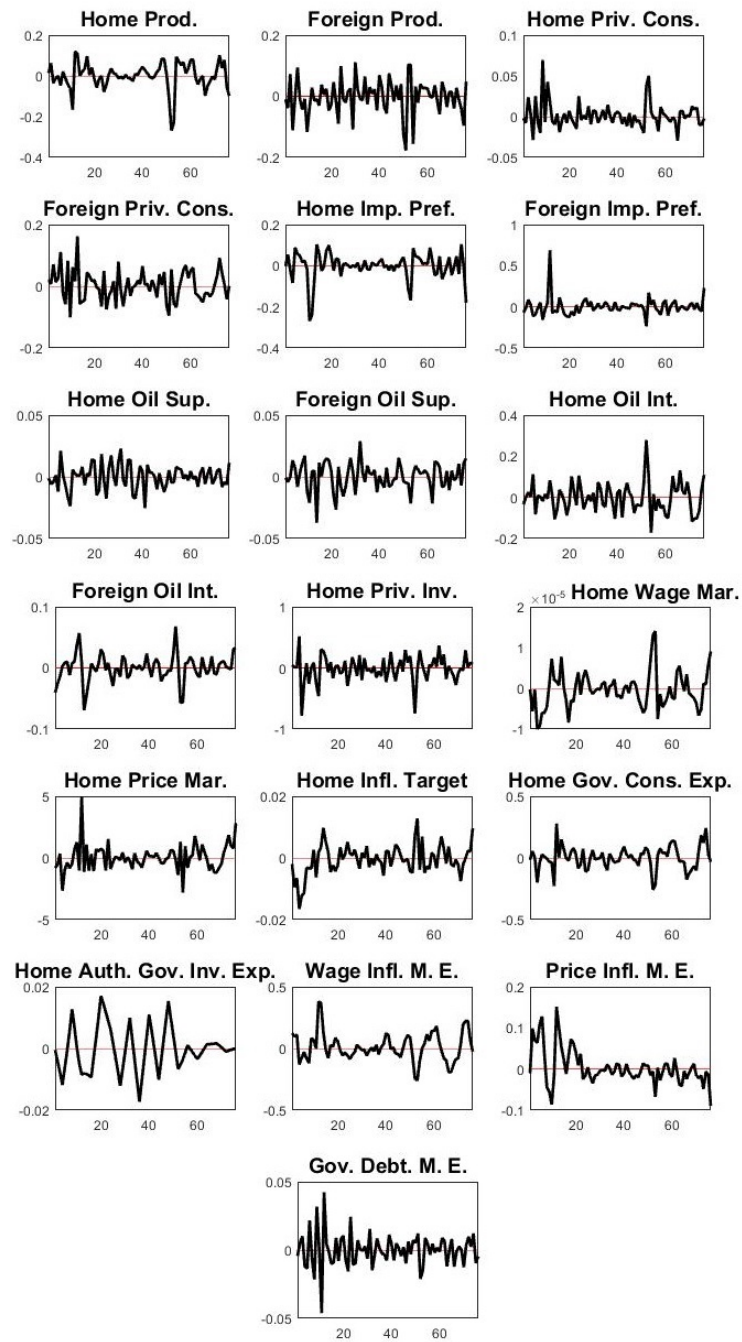 Home Prod. Foreign Prod. Home Priv. Cons.
0.2 0.2 0.1
0.05
0 0
0
-0.2
-0.4 -0.2 -0.05
20 40 60 20 40 60 20 40 60
Foreign Priv. Cons. Home Imp. Pref. Foreign Imp. Pref.
0.2 0.2 1
0 0.5
0
-0.2 0
-0.2 -0.4 -0.5
20 40 60 20 40 60 20 40 60
Home Oil Sup. Foreign Oil Sup. Home Oil Int.
0.05 0.05 0.4
0.2
0 0
0
-0.05 -0.05 -0.2
20 40 60 20 40 60 20 40 60
Foreign Oil Int. Home Priv. Inv. × 10-5 Home Wage Mar.
0.1 1 2
1
0 0
0
-0.1 -1 -1
20 40 60 20 40 60 20 40 60
Home Price Mar. Home Infl. Target Home Gov. Cons. Exp.
5 0.02 0.5
0 0 0
-5 -0.02 -0.5
20 40 60 20 40 60 20 40 60
Home Auth. Gov. Inv. Exp. Wage Infl. M. E. Price Infl. M. E.
0.02 0.5 0.2
0.1
0 0
0
-0.02 -0.5 -0.1
20 40 60 20 40 60 20 40 60
Gov. Debt. M. E.
0.05
0
-0.05
20 40 60